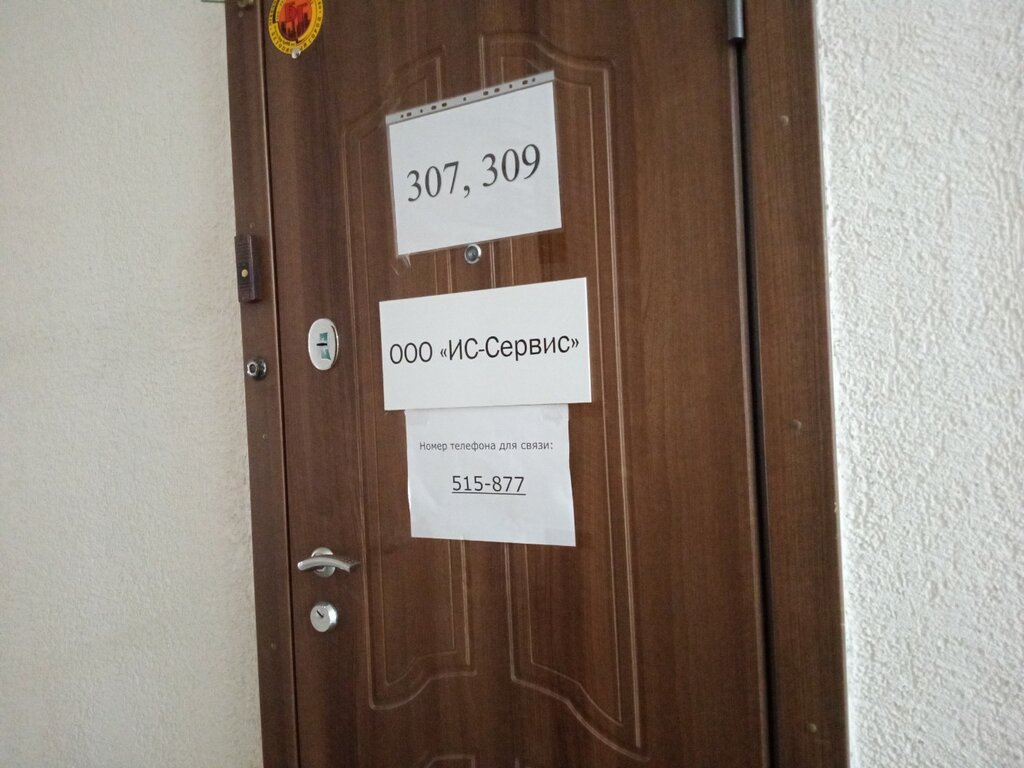 307, 309
ООО «ИС-Сервис»
Номер телефона для связи:
515-877